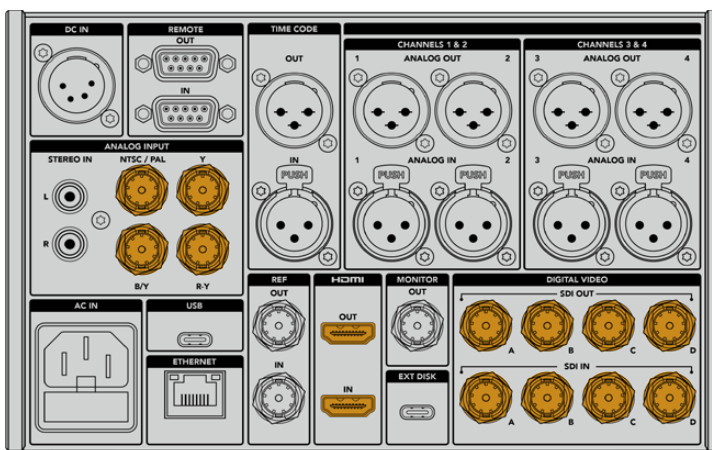 DC IN
REMOTE
OUT
IN
TIME CODE
OUT
IN
CHANNELS 1 & 2
1 ANALOG OUT 2
1 ANALOG IN 2
PUSH PUSH PUSH
CHANNELS 3 & 4
3 ANALOG OUT 4
3 ANALOG IN 4
PUSH PUSH
ANALOG INPUT
STEREO IN NTSC / PAL Y
L
R
B/Y R-Y
AC IN
USB
ETHERNET
REF
OUT
IN
HDMI
OUT
IN
MONITOR
OUT
EXT DISK
DIGITAL VIDEO
SDI OUT
A B C D
SDI IN
A B C D